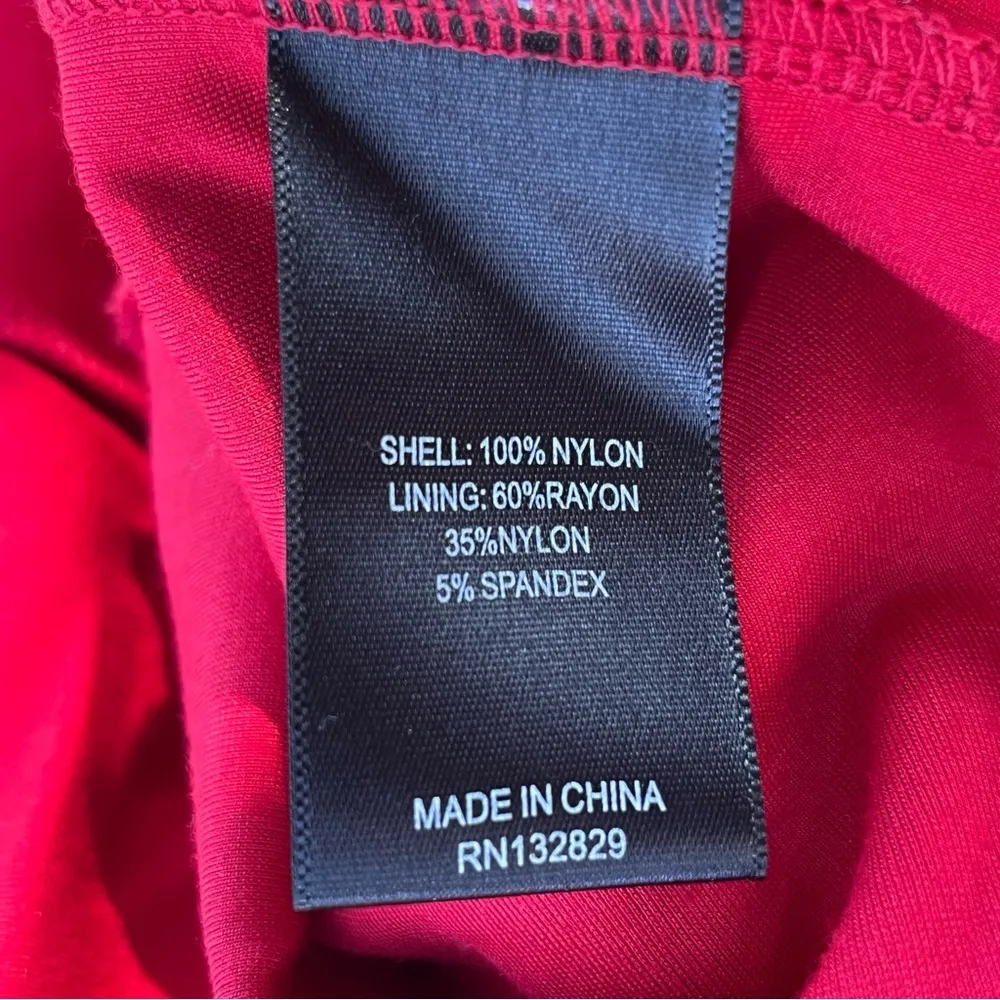 SHELL: 100% NYLON
LINING: 60%RAYON
35%NYLON
5% SPANDEX
MADE IN CHINA
RN132829